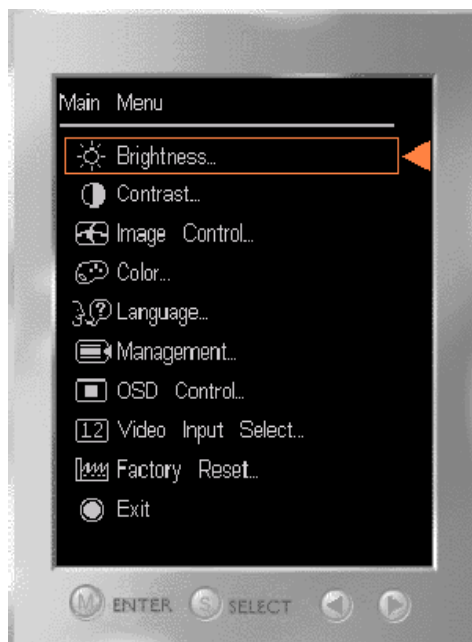 Main Menu
Brightness...
Contrast...
Image Control...
Color...
Language...
Management...
OSD Control...
12 Video Input Select...
Factory Reset...
Exit
M ENTER S SELECT